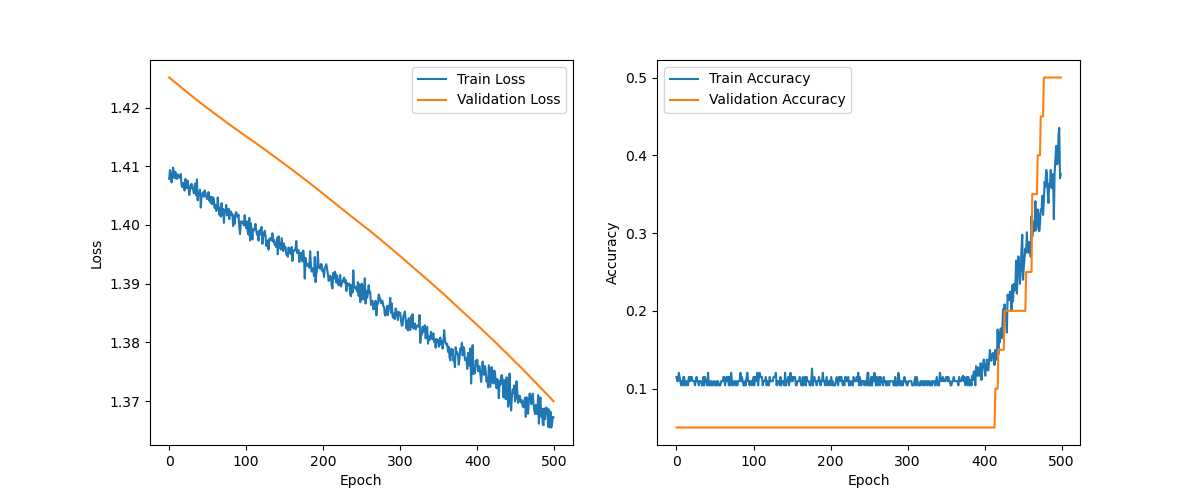 Train Loss
Validation Loss
1.42
1.41
1.40
1.39
1.38
1.37
Loss
0 100 200 300 400 500
Epoch
Train Accuracy
Validation Accuracy
0.5
0.4
0.3
0.2
0.1
Accuracy
0 100 200 300 400 500
Epoch